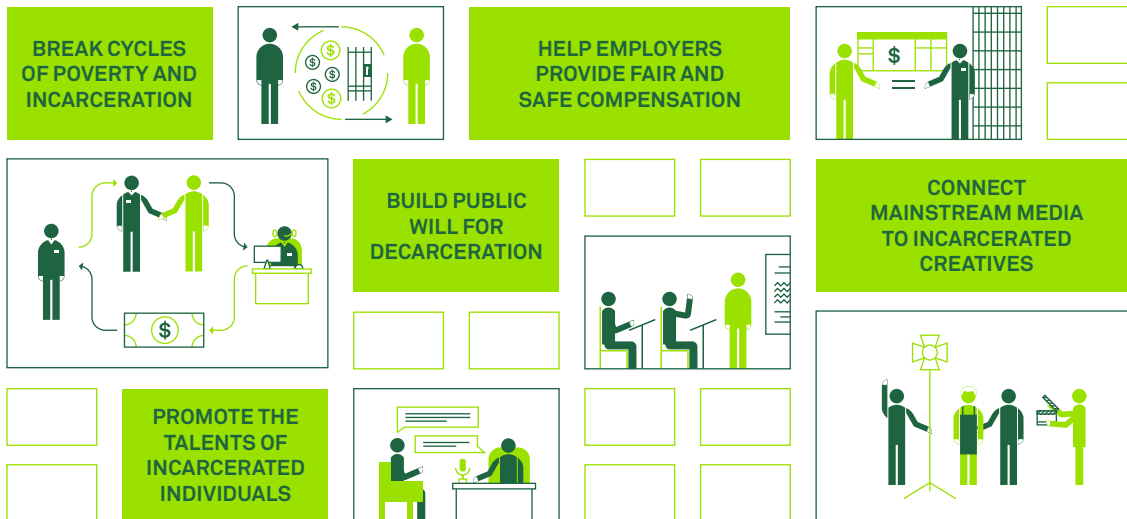 BREAK CYCLES
OF POVERTY AND
INCARCERATION
$
$
$
$
$
$
HELP EMPLOYERS
PROVIDE FAIR AND
SAFE COMPENSATION
$
BUILD PUBLIC
WILL FOR
DECARCERATION
CONNECT
MAINSTREAM MEDIA
TO INCARCERATED
CREATIVES
$
PROMOTE THE
TALENTS OF
INCARCERATED
INDIVIDUALS